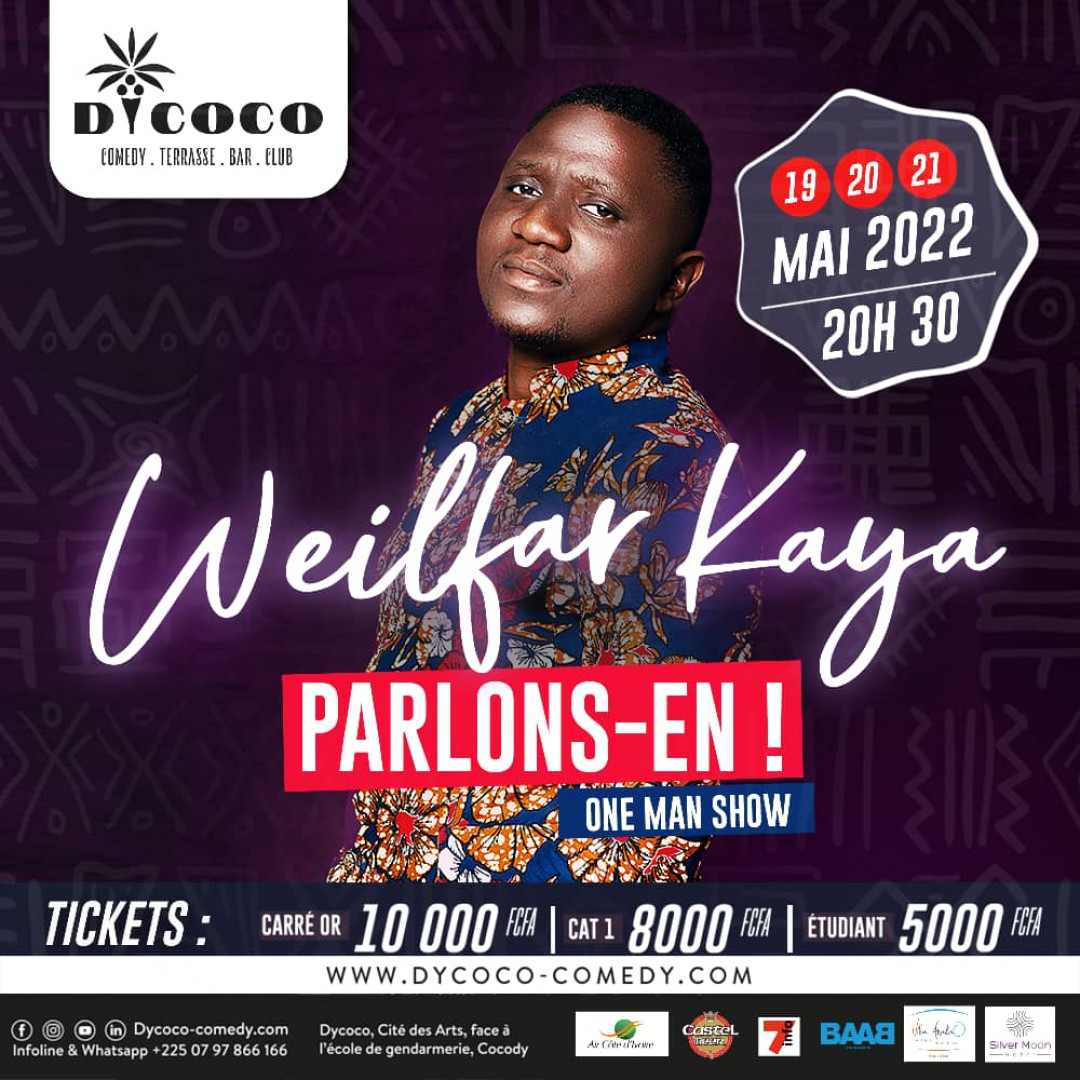 DYCOCO
COMEDY . TERRASSE . BAR . CLUB
19 20 21
MAI 2022
20H 30
Weilfar Kaya
PARLONS-EN !
ONE MAN SHOW
TICKETS : CARRÉ OR 10 000 FCFA | CAT 1 8000 FCFA | ÉTUDIANT 5000 FCFA
WWW.DYCOCO-COMEDY.COM
Dycoco-comedy.com
Infoline & Whatsapp +225 07 97 866 166
Dycoco, Cité des Arts, face à
l'école de gendarmerie, Cocody
Air Côte d'Ivoire
CASTEL
7info
BAAB
Silver Moon